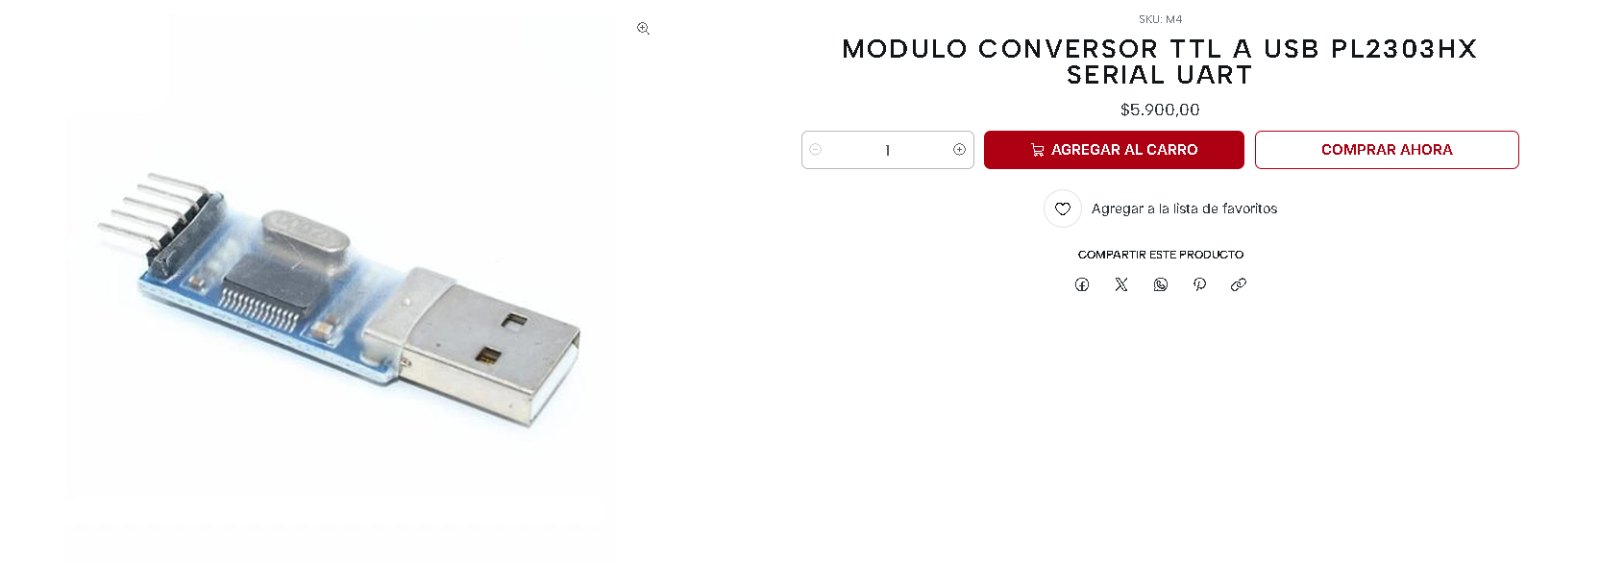 SKU: M4
MODULO CONVERSOR TTL A USB PL2303HX
SERIAL UART
$5.900,00
1
AGREGAR AL CARRO
COMPRAR AHORA
Agregar a la lista de favoritos
COMPARTIR ESTE PRODUCTO